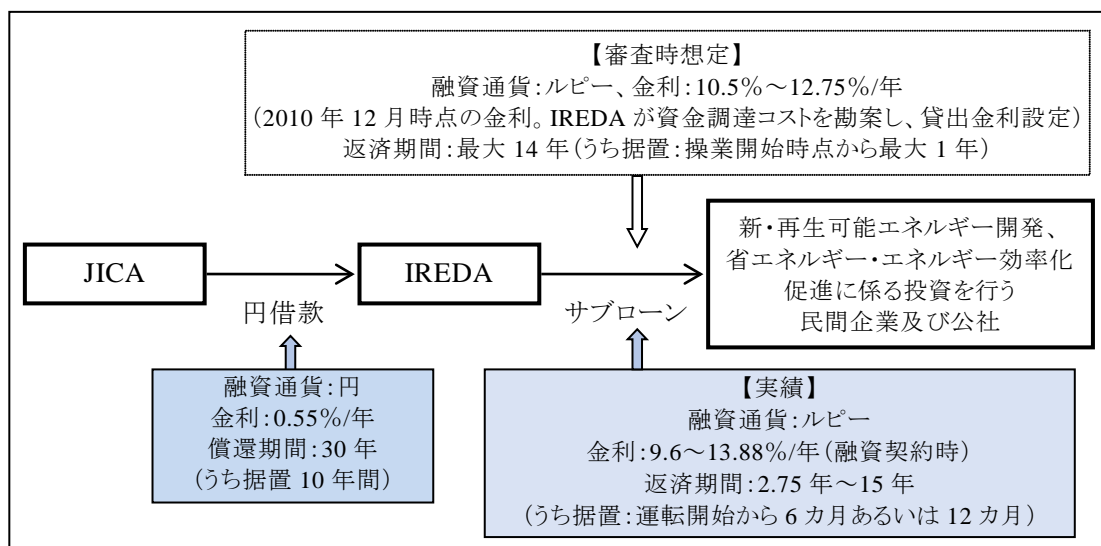 【審査時想定】
融資通貨：ルピー、金利：10.5％～12.75％/年
（2010 年 12 月時点の金利。IREDA が資金調達コストを勘案し、貸出金利設定）
返済期間：最大 14 年（うち据置：操業開始時点から最大 1 年）
JICA
円借款
IREDA
サブローン
新・再生可能エネルギー開発、
省エネルギー・エネルギー効率化
促進に係る投資を行う
民間企業及び公社
融資通貨：円
金利：0.55％/年
償還期間：30 年
（うち据置 10 年間）
【実績】
融資通貨：ルピー
金利：9.6～13.88％/年（融資契約時）
返済期間：2.75 年～15 年
（うち据置：運転開始から 6 カ月あるいは 12 カ月）